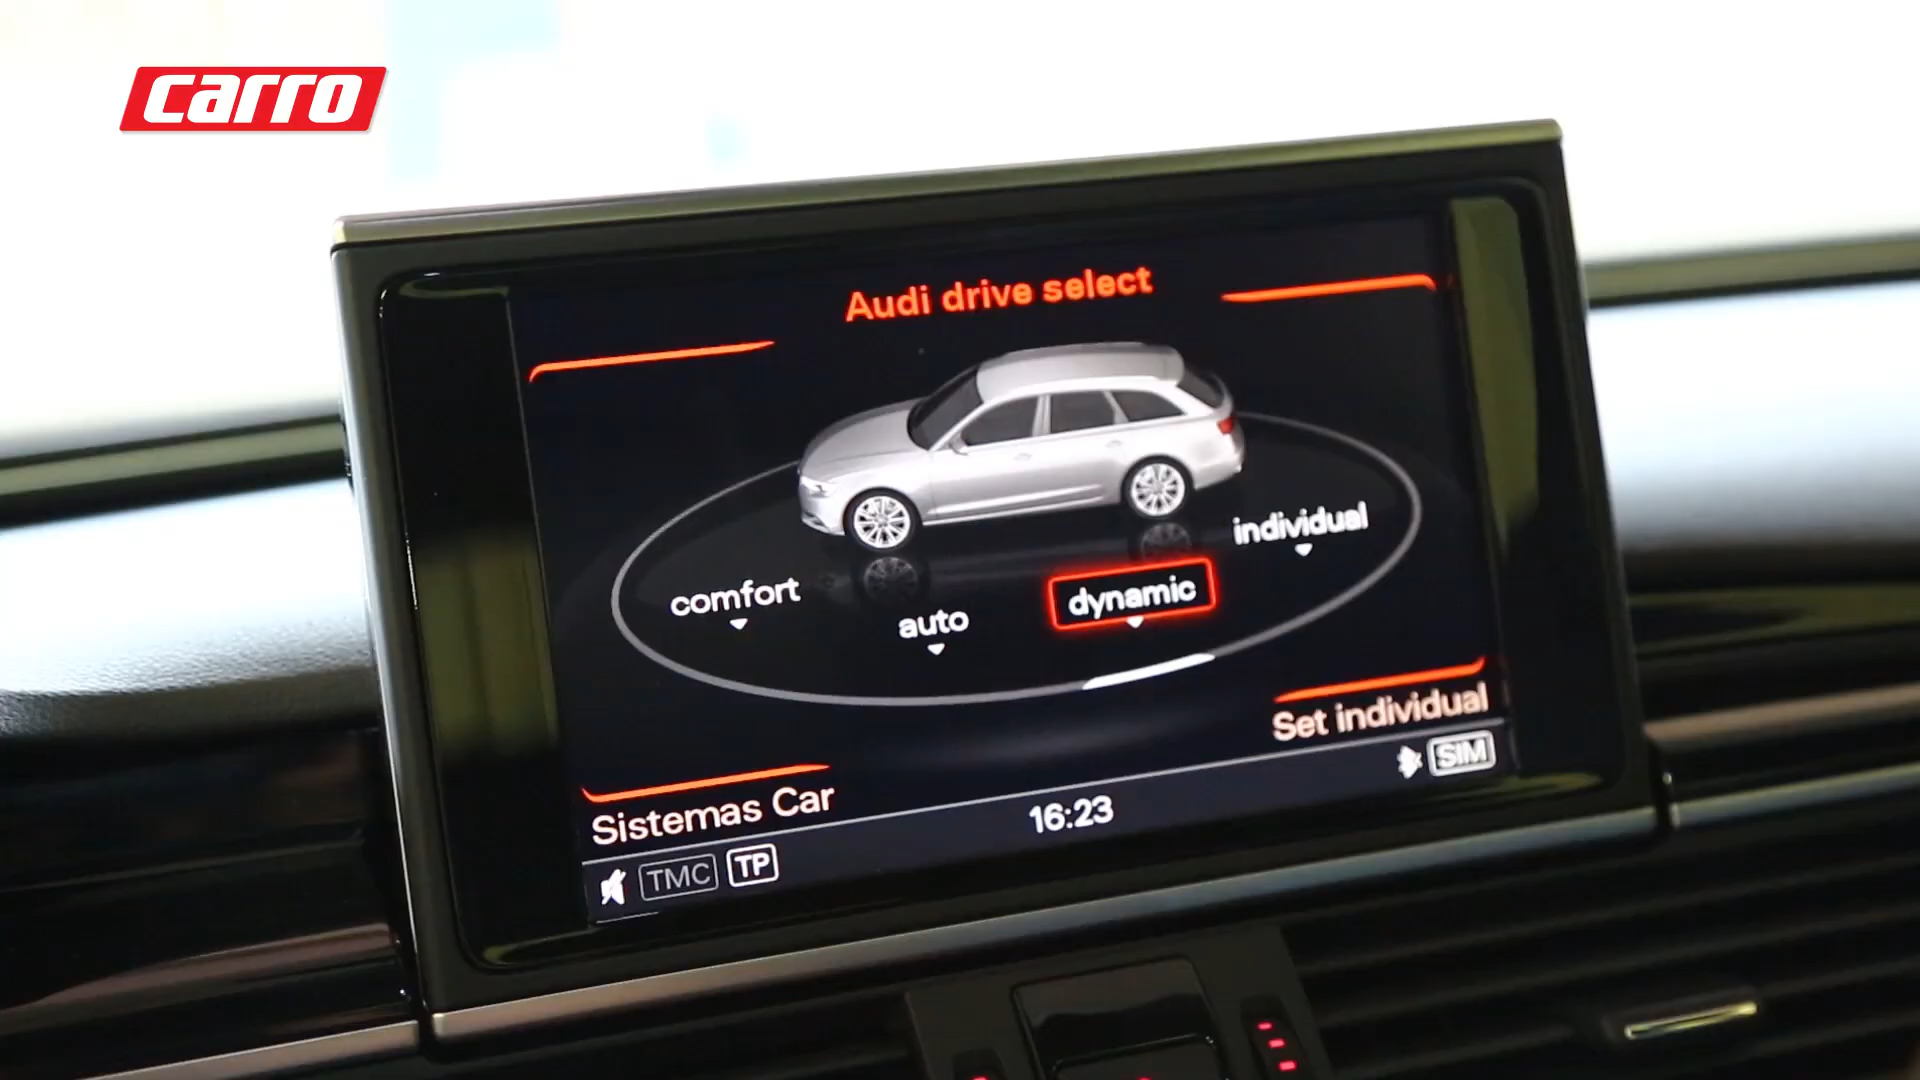 carro
Audi drive select
individual
comfort
auto
dynamic
Set individual
SIM
Sistemas Car
16:23
TMC
TP